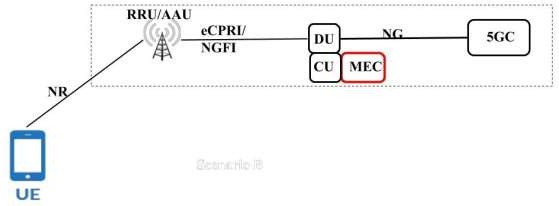 RRU/AAU
eCPRI/
NGFI
DU
NG
5GC
CU
MEC
NR
Scenario B
UE